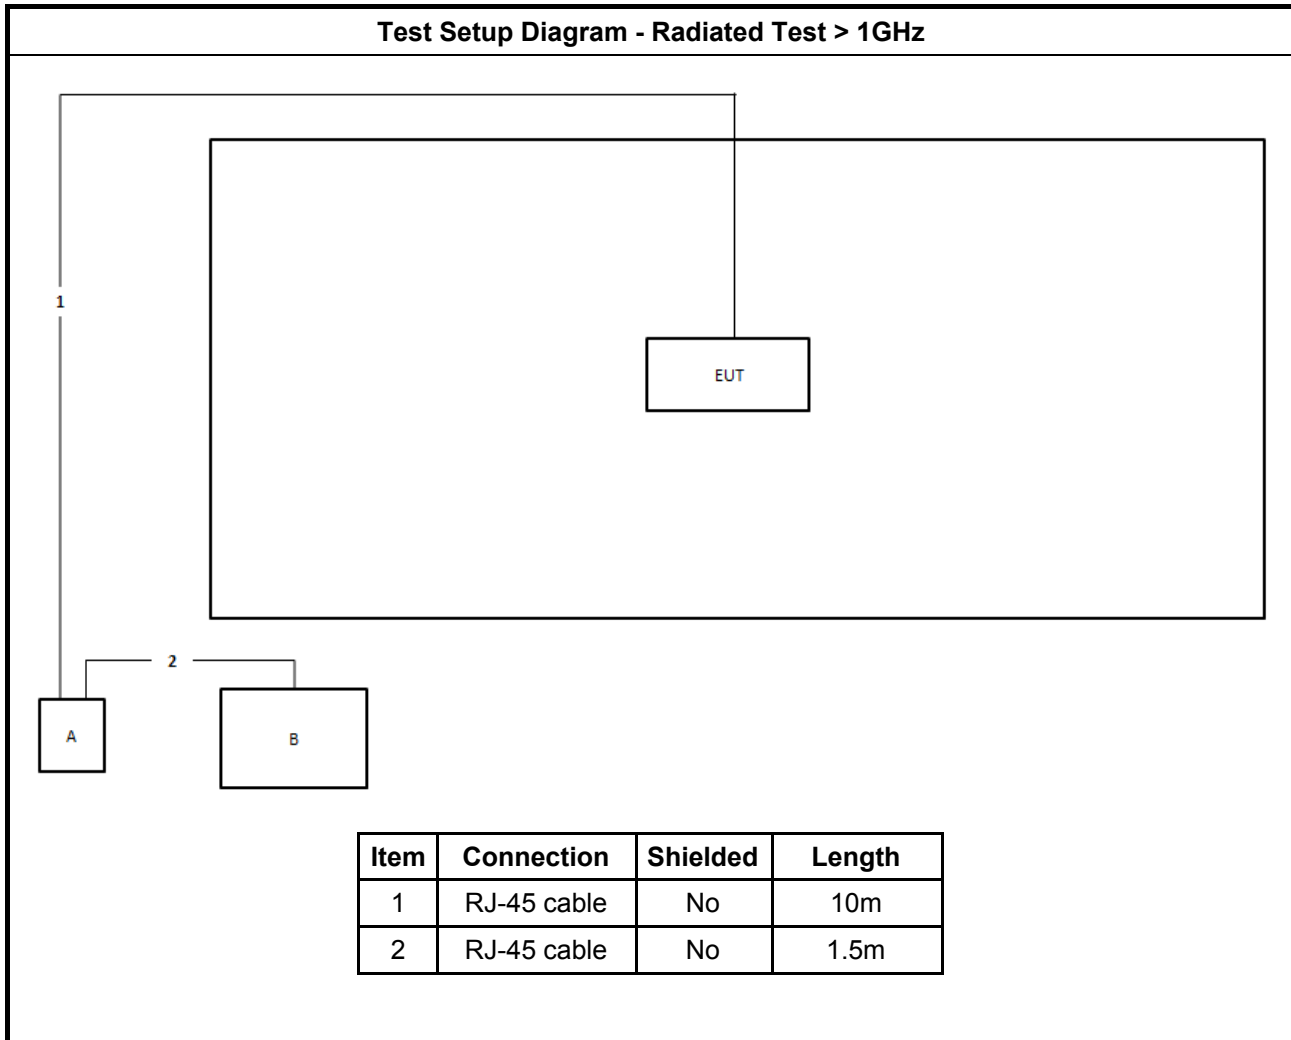 Test Setup Diagram - Radiated Test > 1GHz
1
EUT
2
A
B
Item Connection Shielded Length
1 RJ-45 cable No 10m
2 RJ-45 cable No 1.5m